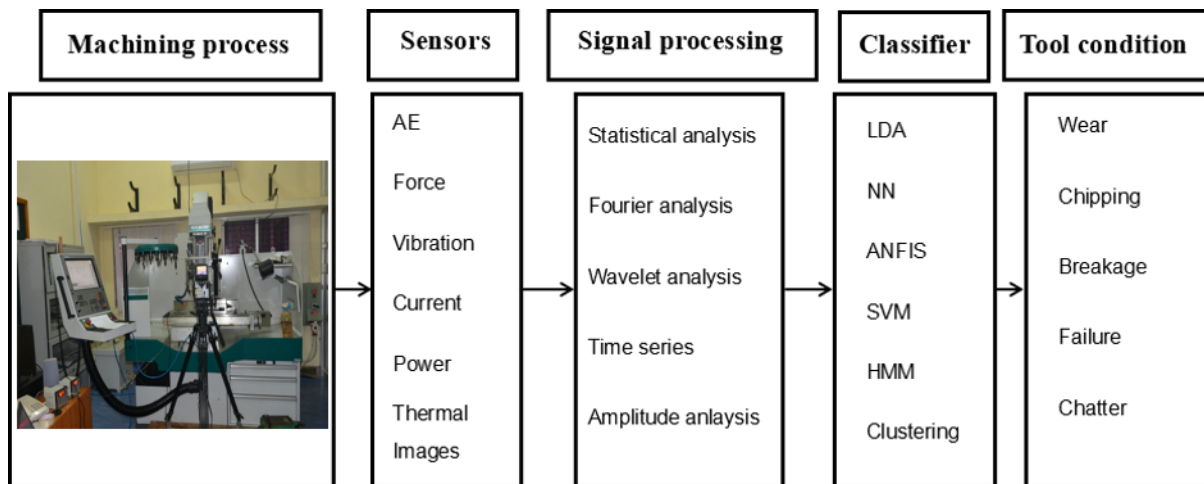 Machining process
Sensors
Signal processing
Classifier
Tool condition
AE
Force
Vibration
Current
Power
Thermal
Images
Statistical analysis
Fourier analysis
Wavelet analysis
Time series
Amplitude anlaysis
LDA
NN
ANFIS
SVM
HMM
Clustering
Wear
Chipping
Breakage
Failure
Chatter